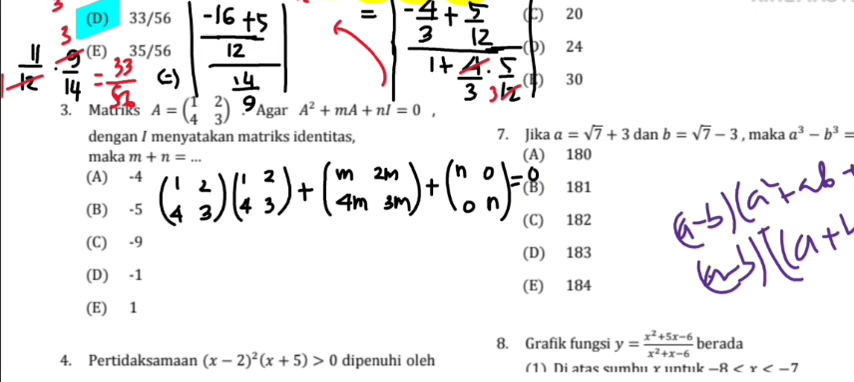 (D) 33/56
(E) 35/56
11/12 · 9/14 = 33/56
(=) |((-16+5)/12)/(14/9)|
= |(-4/3 + 5/12)/(1 + 4/3 · 5/12)|
3. Matriks A = (1 2
4 3). Agar A² + mA + nI = 0 ,
dengan I menyatakan matriks identitas,
maka m + n = ...
(A) -4
(B) -5
(C) -9
(D) -1
(E) 1
(1 2
4 3)(1 2
4 3) + (m 2m
4m 3m) + (n 0
0 n) = 0
4. Pertidaksamaan (x − 2)²(x + 5) > 0 dipenuhi oleh
20
(D) 24
30
7. Jika a = √7 + 3 dan b = √7 − 3 , maka a³ − b³ =
(A) 180
(B) 181
(C) 182
(D) 183
(E) 184
(a-b)(a²+ab+
(a-b)[(a+b
8. Grafik fungsi y = (x²+5x−6)/(x²+x−6) berada
(1) Di atas sumbu x untuk −8 < x < −7